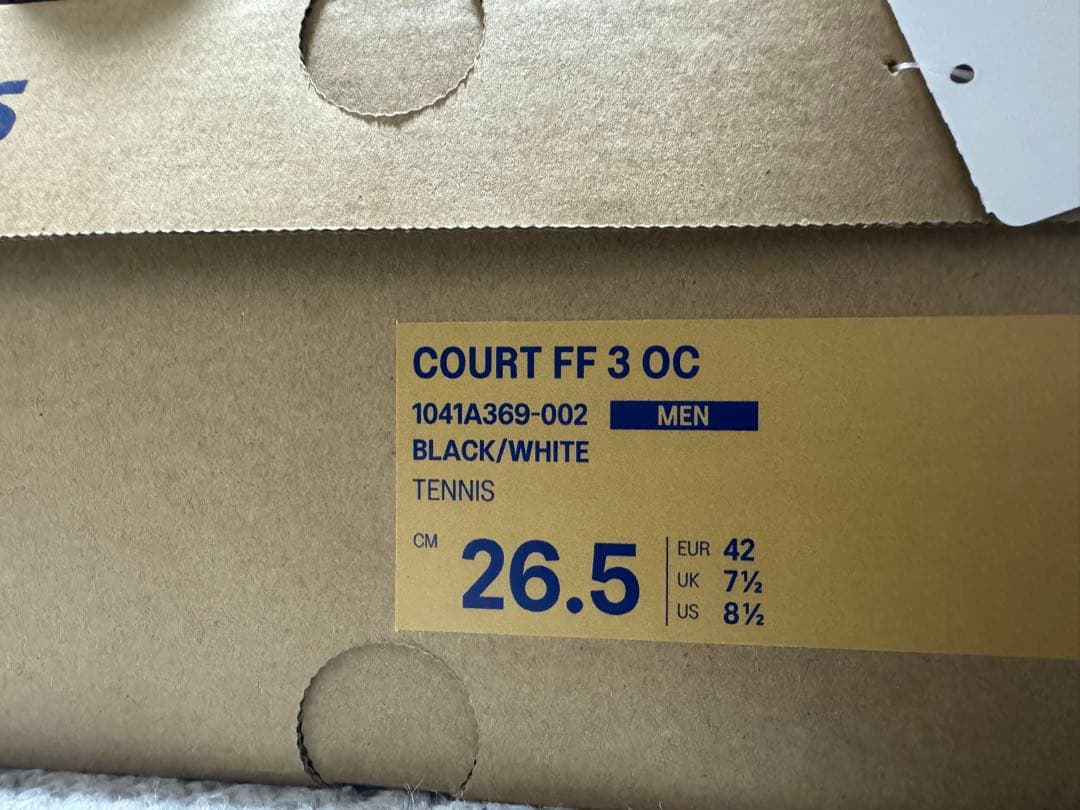 COURT FF 3 OC
1041A369-002 MEN
BLACK/WHITE
TENNIS
CM 26.5
EUR 42
UK 7½
US 8½